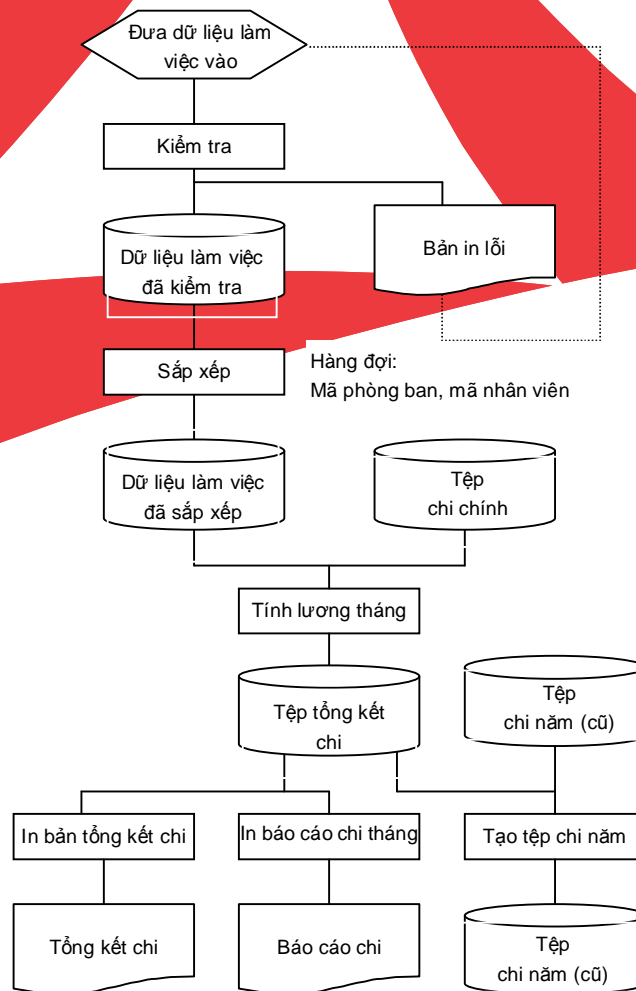 Đưa dữ liệu làm
việc vào
Kiểm tra
Dữ liệu làm việc
đã kiểm tra
Bản in lỗi
Sắp xếp
Hàng đợi:
Mã phòng ban, mã nhân viên
Dữ liệu làm việc
đã sắp xếp
Tệp
chi chính
Tính lương tháng
Tệp tổng kết
chi
Tệp
chi năm (cũ)
In bản tổng kết chi
In báo cáo chi tháng
Tạo tệp chi năm
Tổng kết chi
Báo cáo chi
Tệp
chi năm (cũ)